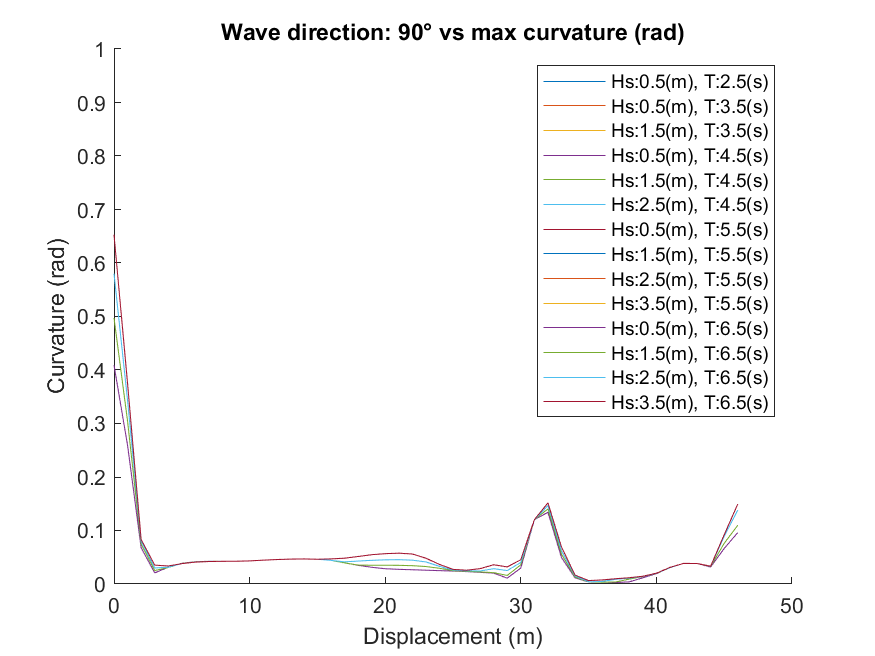 Wave direction: 90° vs max curvature (rad)
1
0.9
0.8
0.7
0.6
0.5
0.4
0.3
0.2
0.1
0
Curvature (rad)
Hs:0.5(m), T:2.5(s)
Hs:0.5(m), T:3.5(s)
Hs:1.5(m), T:3.5(s)
Hs:0.5(m), T:4.5(s)
Hs:1.5(m), T:4.5(s)
Hs:2.5(m), T:4.5(s)
Hs:0.5(m), T:5.5(s)
Hs:1.5(m), T:5.5(s)
Hs:2.5(m), T:5.5(s)
Hs:3.5(m), T:5.5(s)
Hs:0.5(m), T:6.5(s)
Hs:1.5(m), T:6.5(s)
Hs:2.5(m), T:6.5(s)
Hs:3.5(m), T:6.5(s)
0 10 20 30 40 50
Displacement (m)